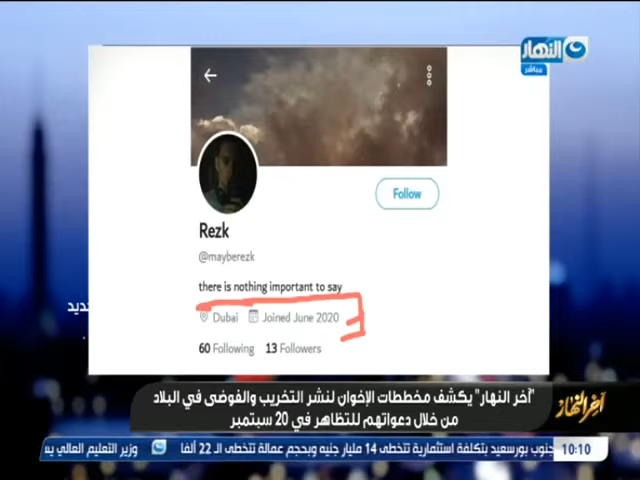 النهار
مباشر
Follow
Rezk
@mayberezk
there is nothing important to say
Dubai Joined June 2020
60 Following 13 Followers
"آخر النهار" يكشف مخططات الإخوان لنشر التخريب والفوضى في البلاد
من خلال دعواتهم للتظاهر في 20 سبتمبر
آخر النهار
10:10 جنوب بورسعيد بتكلفة استثمارية تتخطى 14 مليار جنيه وبحجم عمالة تتخطى الـ 22 ألفا وزير التعليم العالي يس